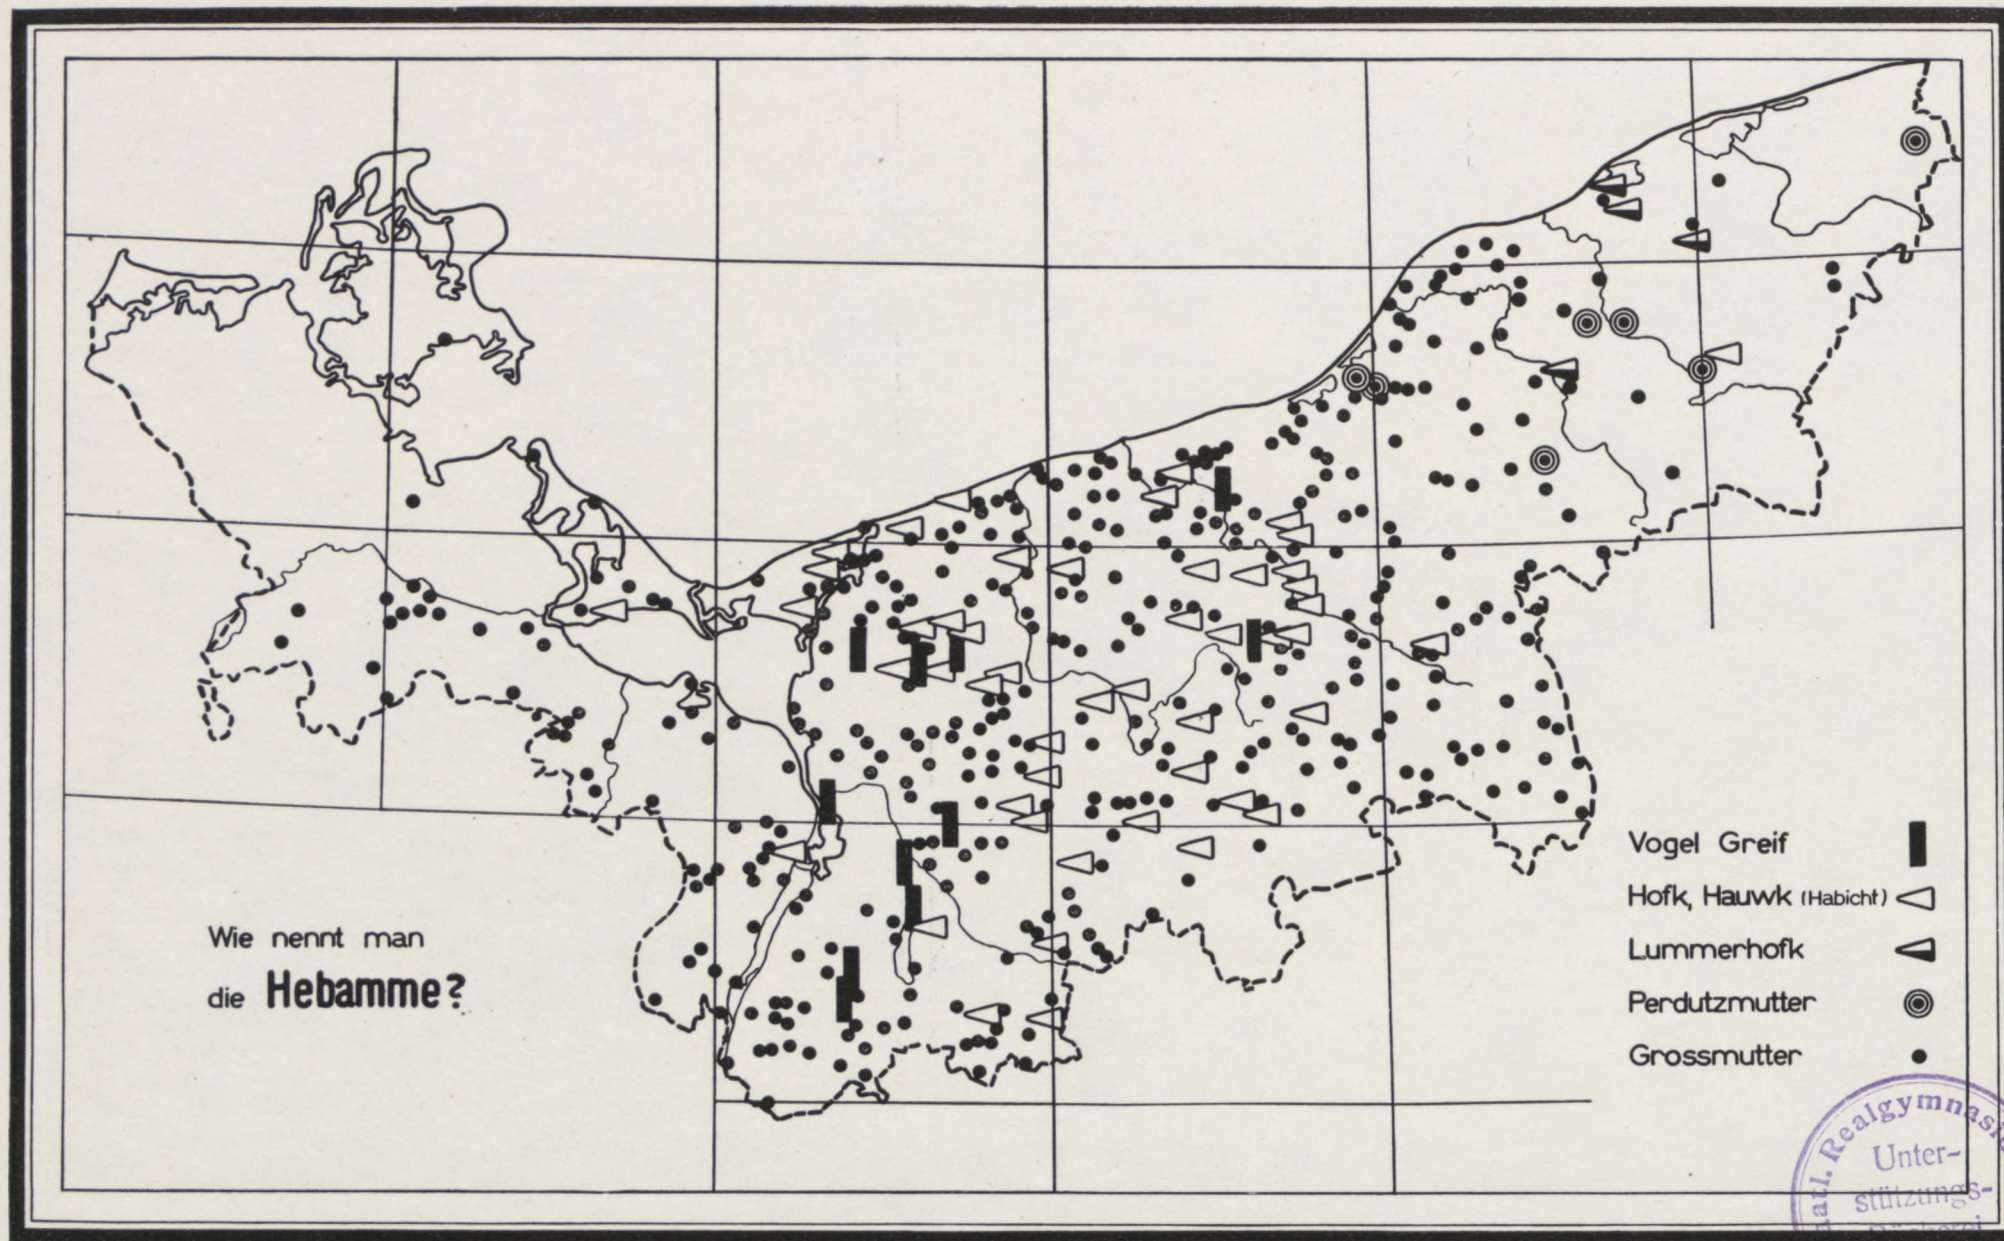 Wie nennt man
die Hebamme?
Vogel Greif
Hofk, Hauwk (Habicht)
Lummerhofk
Perdutzmutter
Grossmutter
Realgymnasi
Unter-
stützungs-